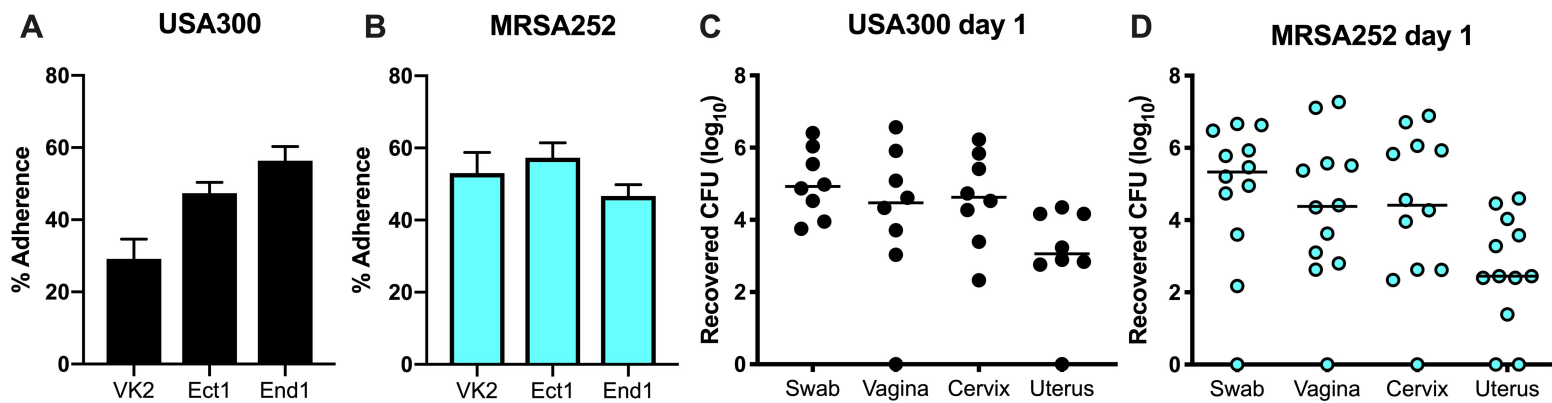 A USA300
% Adherence
80
60
40
20
0
VK2 Ect1 End1
B MRSA252
% Adherence
80
60
40
20
0
VK2 Ect1 End1
C USA300 day 1
Recovered CFU (log10)
8
6
4
2
0
Swab Vagina Cervix Uterus
D MRSA252 day 1
Recovered CFU (log10)
8
6
4
2
0
Swab Vagina Cervix Uterus